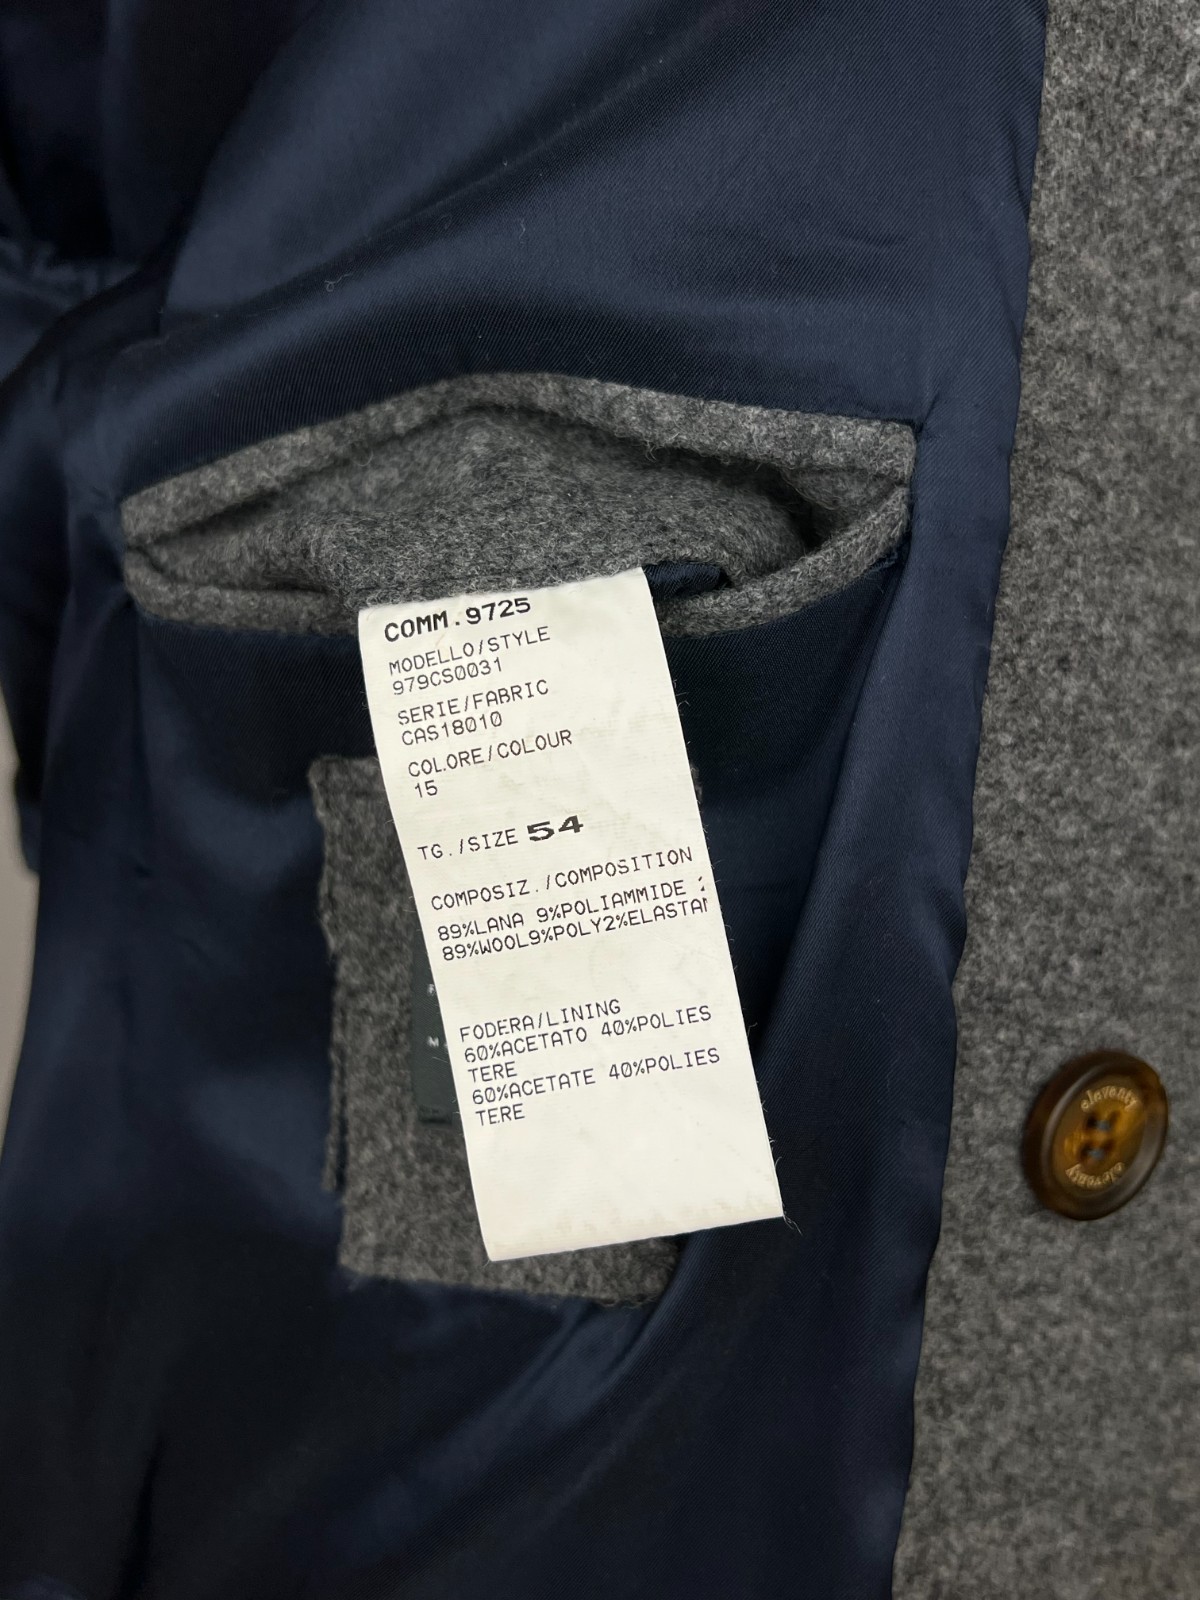 COMM.9725
MODELLO/STYLE
979CS0031
SERIE/FABRIC
CAS18010
COLORE/COLOUR
15
TG./SIZE 54
COMPOSIZ./COMPOSITION
89%LANA 9%POLIAMMIDE
89%WOOL9%POLY2%ELASTAN
FODERA/LINING
60%ACETATO 40%POLIES
TERE
60%ACETATE 40%POLIES
TERE
eleventy
eleventy